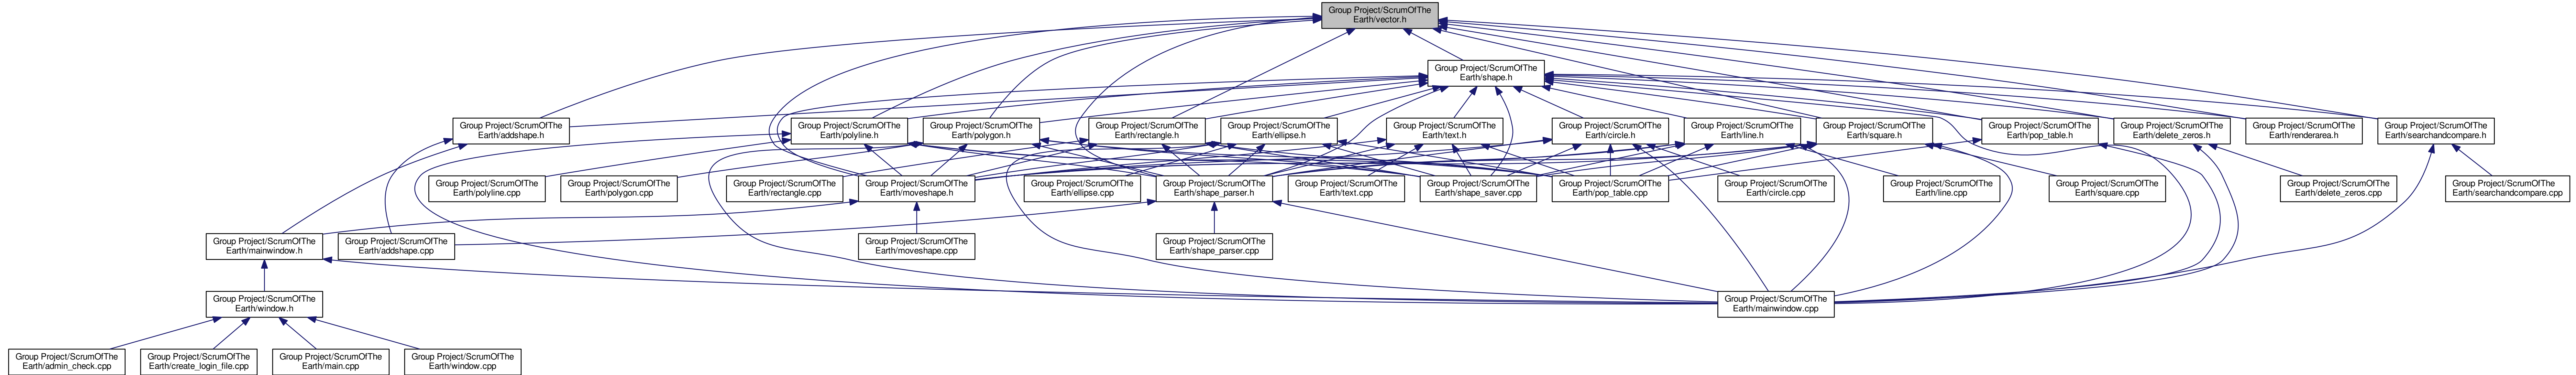 Group Project/ScrumOfThe
Earth/vector.h
Group Project/ScrumOfThe
Earth/shape.h
Group Project/ScrumOfThe
Earth/addshape.h
Group Project/ScrumOfThe
Earth/polyline.h
Group Project/ScrumOfThe
Earth/polygon.h
Group Project/ScrumOfThe
Earth/rectangle.h
Group Project/ScrumOfThe
Earth/ellipse.h
Group Project/ScrumOfThe
Earth/text.h
Group Project/ScrumOfThe
Earth/circle.h
Group Project/ScrumOfThe
Earth/line.h
Group Project/ScrumOfThe
Earth/square.h
Group Project/ScrumOfThe
Earth/pop_table.h
Group Project/ScrumOfThe
Earth/delete_zeros.h
Group Project/ScrumOfThe
Earth/renderarea.h
Group Project/ScrumOfThe
Earth/searchandcompare.h
Group Project/ScrumOfThe
Earth/polyline.cpp
Group Project/ScrumOfThe
Earth/polygon.cpp
Group Project/ScrumOfThe
Earth/rectangle.cpp
Group Project/ScrumOfThe
Earth/moveshape.h
Group Project/ScrumOfThe
Earth/ellipse.cpp
Group Project/ScrumOfThe
Earth/shape_parser.h
Group Project/ScrumOfThe
Earth/text.cpp
Group Project/ScrumOfThe
Earth/shape_saver.cpp
Group Project/ScrumOfThe
Earth/pop_table.cpp
Group Project/ScrumOfThe
Earth/circle.cpp
Group Project/ScrumOfThe
Earth/line.cpp
Group Project/ScrumOfThe
Earth/square.cpp
Group Project/ScrumOfThe
Earth/delete_zeros.cpp
Group Project/ScrumOfThe
Earth/searchandcompare.cpp
Group Project/ScrumOfThe
Earth/mainwindow.h
Group Project/ScrumOfThe
Earth/addshape.cpp
Group Project/ScrumOfThe
Earth/moveshape.cpp
Group Project/ScrumOfThe
Earth/shape_parser.cpp
Group Project/ScrumOfThe
Earth/window.h
Group Project/ScrumOfThe
Earth/mainwindow.cpp
Group Project/ScrumOfThe
Earth/admin_check.cpp
Group Project/ScrumOfThe
Earth/create_login_file.cpp
Group Project/ScrumOfThe
Earth/main.cpp
Group Project/ScrumOfThe
Earth/window.cpp